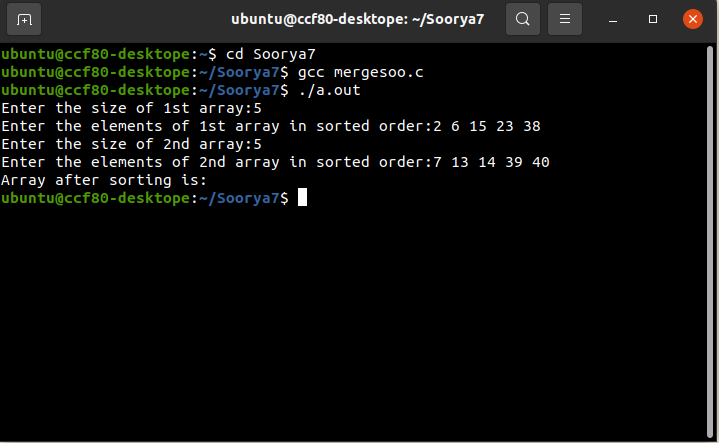 ubuntu@ccf80-desktope: ~/Soorya7
ubuntu@ccf80-desktope:~$ cd Soorya7
ubuntu@ccf80-desktope:~/Soorya7$ gcc mergesoo.c
ubuntu@ccf80-desktope:~/Soorya7$ ./a.out
Enter the size of 1st array:5
Enter the elements of 1st array in sorted order:2 6 15 23 38
Enter the size of 2nd array:5
Enter the elements of 2nd array in sorted order:7 13 14 39 40
Array after sorting is:
ubuntu@ccf80-desktope:~/Soorya7$